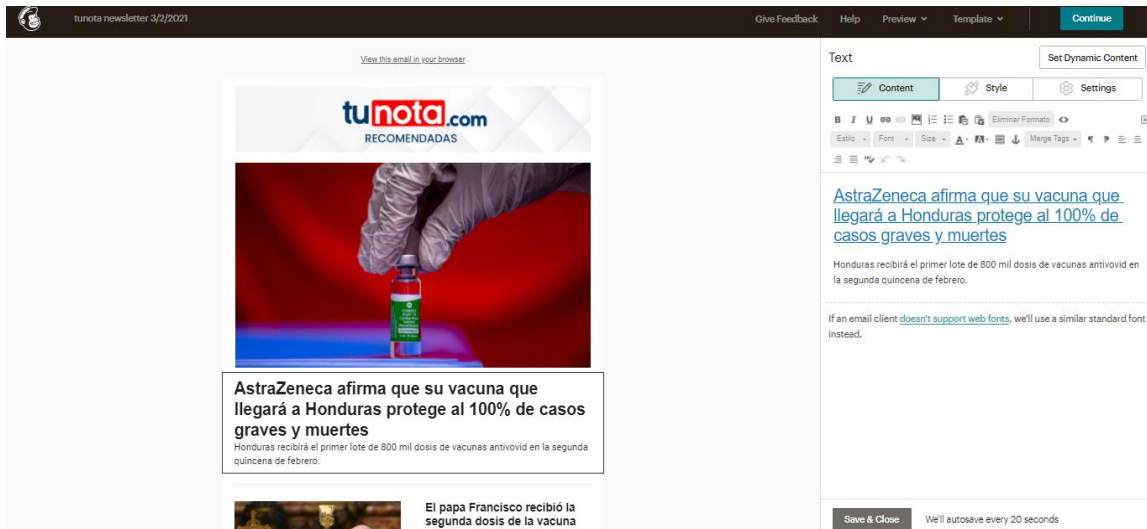 tunota newsletter 3/2/2021
Give Feedback Help Preview Template Continue
View this email in your browser
tunota.com
RECOMENDADAS
AstraZeneca afirma que su vacuna que
llegará a Honduras protege al 100% de casos
graves y muertes
Honduras recibirá el primer lote de 800 mil dosis de vacunas antivovid en la segunda
quincena de febrero.
El papa Francisco recibió la
segunda dosis de la vacuna
Text
Set Dynamic Content
Content Style Settings
B I U Eliminar Formato <>
Estilo Font Size A A Merge Tags
AstraZeneca afirma que su vacuna que
llegará a Honduras protege al 100% de
casos graves y muertes
Honduras recibirá el primer lote de 800 mil dosis de vacunas antivovid en
la segunda quincena de febrero.
If an email client doesn't support web fonts, we'll use a similar standard font
instead.
Save & Close We'll autosave every 20 seconds